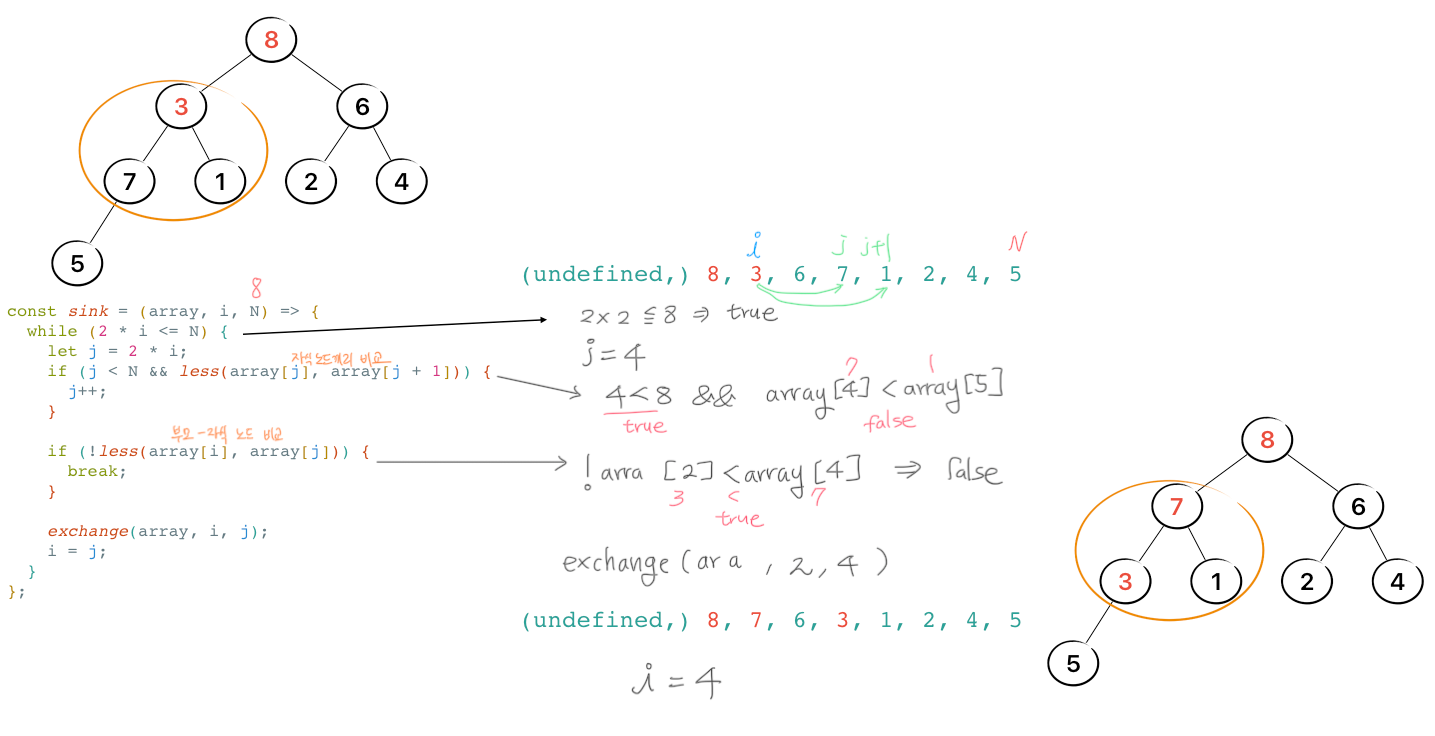 8
3 6
7 1 2 4
5
8
const sink = (array, i, N) => {
while (2 * i <= N) {
let j = 2 * i;
자식 노드끼리 비교
if (j < N && less(array[j], array[j + 1])) {
j++;
}
부모-자식 노드 비교
if (!less(array[i], array[j])) {
break;
}
exchange(array, i, j);
i = j;
}
};
i j j+1 N
(undefined,) 8, 3, 6, 7, 1, 2, 4, 5
2 x 2 ≦ 8 ⇒ true
j = 4
7 1
4 < 8 && array[4] < array[5]
true false
! arra [2] < array[4] ⇒ false
3 < 7
true
exchange (ara , 2, 4 )
(undefined,) 8, 7, 6, 3, 1, 2, 4, 5
i = 4
8
7 6
3 1 2 4
5